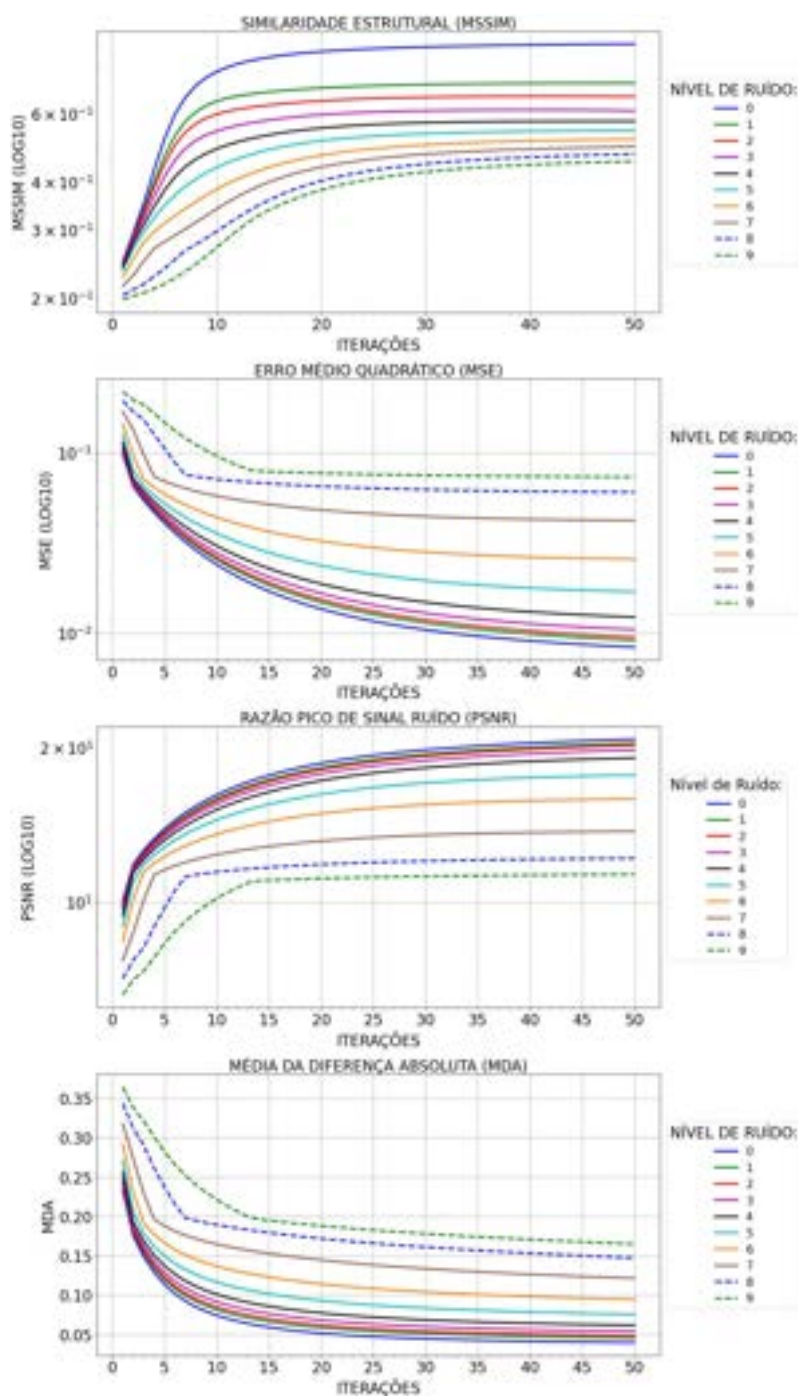 SIMILARIDADE ESTRUTURAL (MSSIM)
MSSIM (LOG10)
6 × 10⁻¹
4 × 10⁻¹
3 × 10⁻¹
2 × 10⁻¹
0 10 20 30 40 50
ITERAÇÕES
NÍVEL DE RUÍDO:
0
1
2
3
4
5
6
7
8
9
ERRO MÉDIO QUADRÁTICO (MSE)
MSE (LOG10)
10⁻¹
10⁻²
0 5 10 15 20 25 30 35 40 45 50
ITERAÇÕES
NÍVEL DE RUÍDO:
0
1
2
3
4
5
6
7
8
9
RAZÃO PICO DE SINAL RUÍDO (PSNR)
PSNR (LOG10)
2 × 10¹
10¹
0 5 10 15 20 25 30 35 40 45 50
ITERAÇÕES
Nível de Ruído:
0
1
2
3
4
5
6
7
8
9
MÉDIA DA DIFERENÇA ABSOLUTA (MDA)
MDA
0.35
0.30
0.25
0.20
0.15
0.10
0.05
0 5 10 15 20 25 30 35 40 45 50
ITERAÇÕES
NÍVEL DE RUÍDO:
0
1
2
3
4
5
6
7
8
9